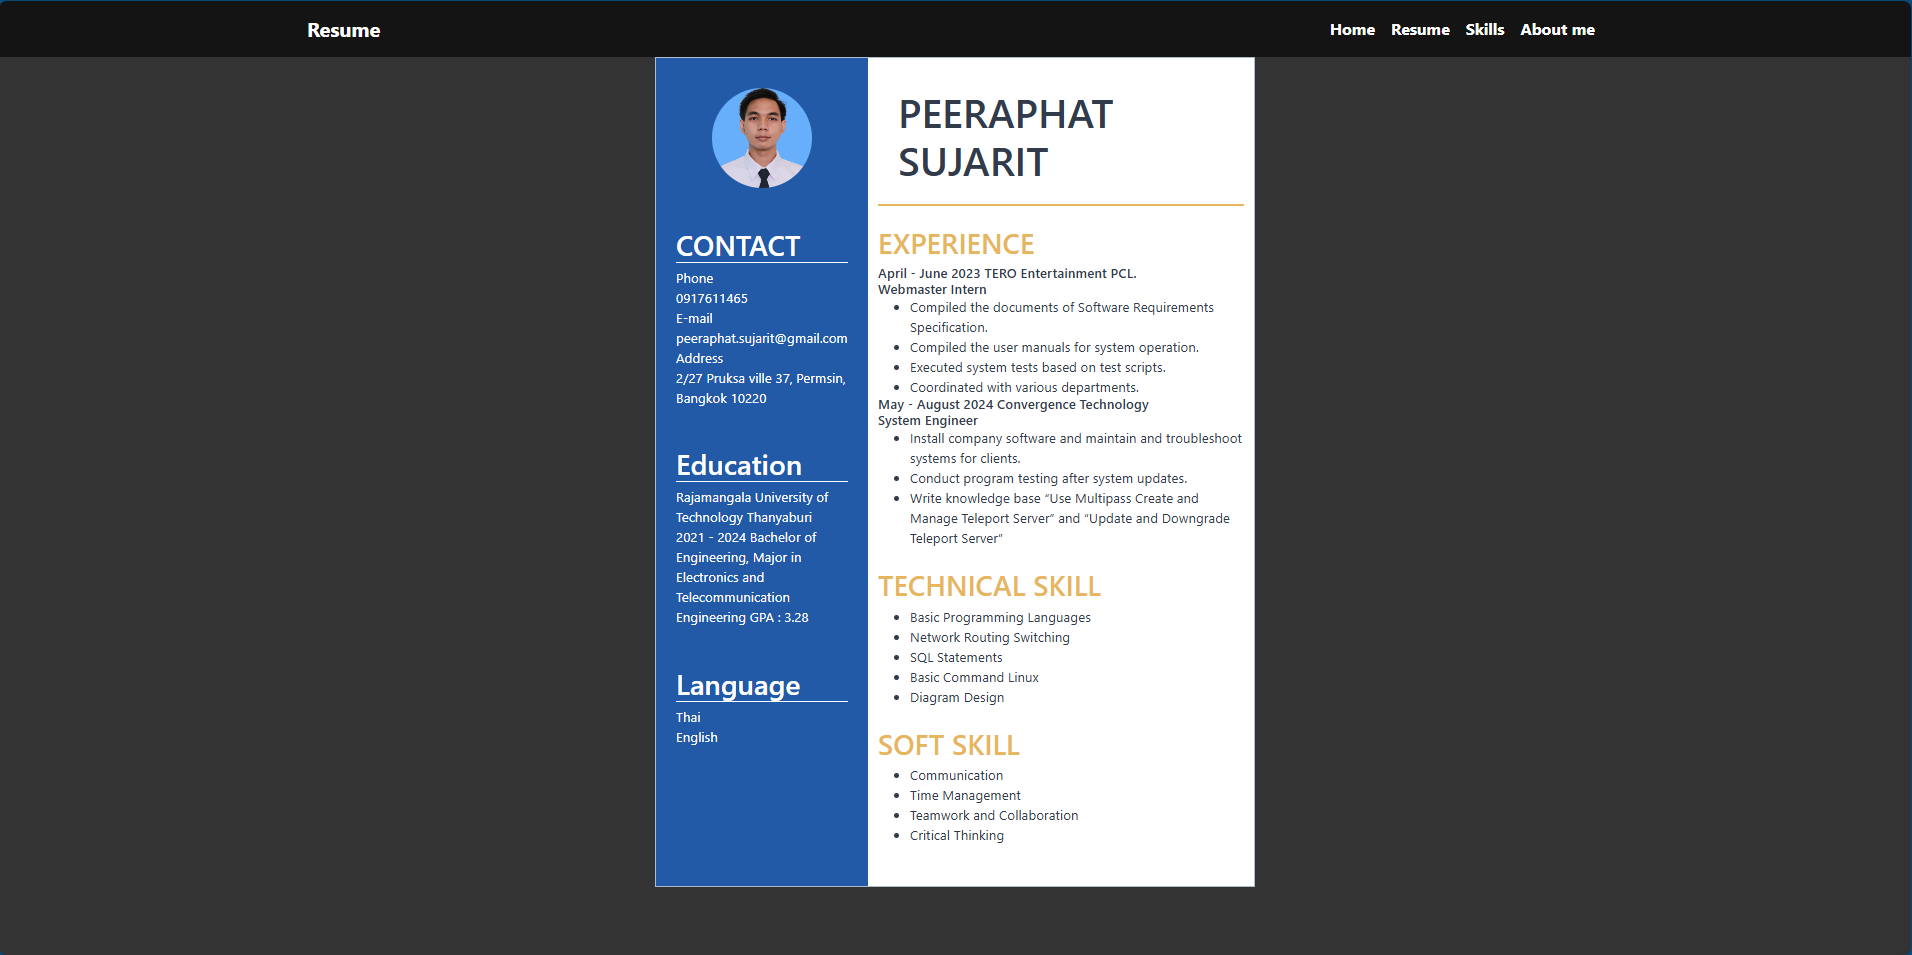 Resume
Home Resume Skills About me
PEERAPHAT
SUJARIT
CONTACT
Phone
0917611465
E-mail
peeraphat.sujarit@gmail.com
Address
2/27 Pruksa ville 37, Permsin,
Bangkok 10220
Education
Rajamangala University of
Technology Thanyaburi
2021 - 2024 Bachelor of
Engineering, Major in
Electronics and
Telecommunication
Engineering GPA : 3.28
Language
Thai
English
EXPERIENCE
April - June 2023 TERO Entertainment PCL.
Webmaster Intern
• Compiled the documents of Software Requirements
Specification.
• Compiled the user manuals for system operation.
• Executed system tests based on test scripts.
• Coordinated with various departments.
May - August 2024 Convergence Technology
System Engineer
• Install company software and maintain and troubleshoot
systems for clients.
• Conduct program testing after system updates.
• Write knowledge base “Use Multipass Create and
Manage Teleport Server” and “Update and Downgrade
Teleport Server”
TECHNICAL SKILL
• Basic Programming Languages
• Network Routing Switching
• SQL Statements
• Basic Command Linux
• Diagram Design
SOFT SKILL
• Communication
• Time Management
• Teamwork and Collaboration
• Critical Thinking